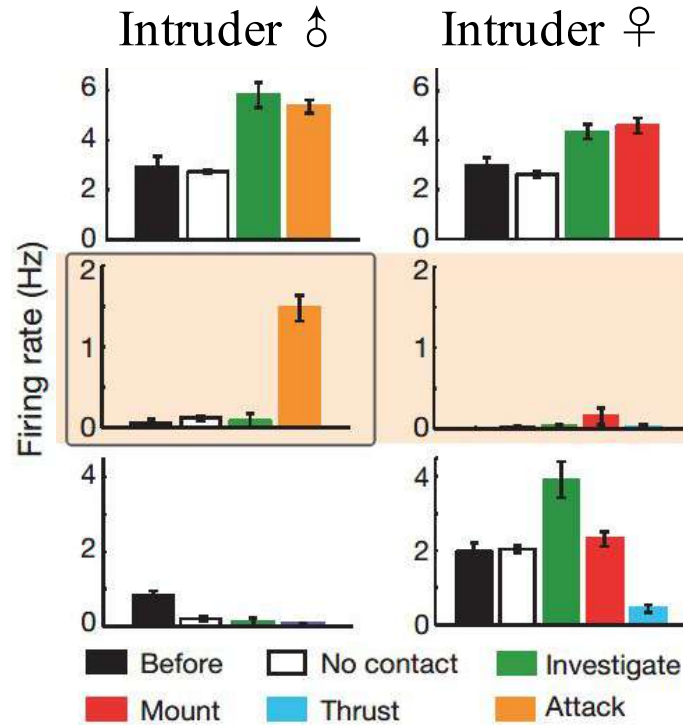 Intruder ♂ Intruder ♀
6 6
4 4
2 2
0 0
Firing rate (Hz)
2 2
1 1
0 0
4 4
2 2
0 0
Before No contact Investigate
Mount Thrust Attack